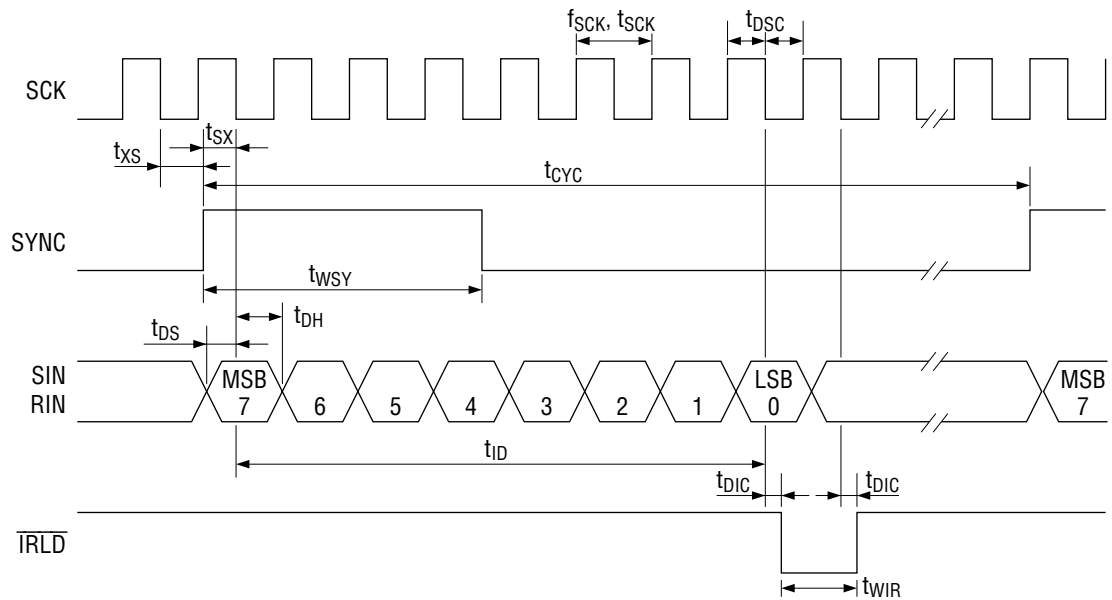 fSCK, tSCK
tDSC
SCK
tSX
tXS
tCYC
SYNC
tWSY
tDH
tDS
SIN
RIN
MSB
7
6
5
4
3
2
1
LSB
0
MSB
7
tID
tDIC
tDIC
IRLD
tWIR